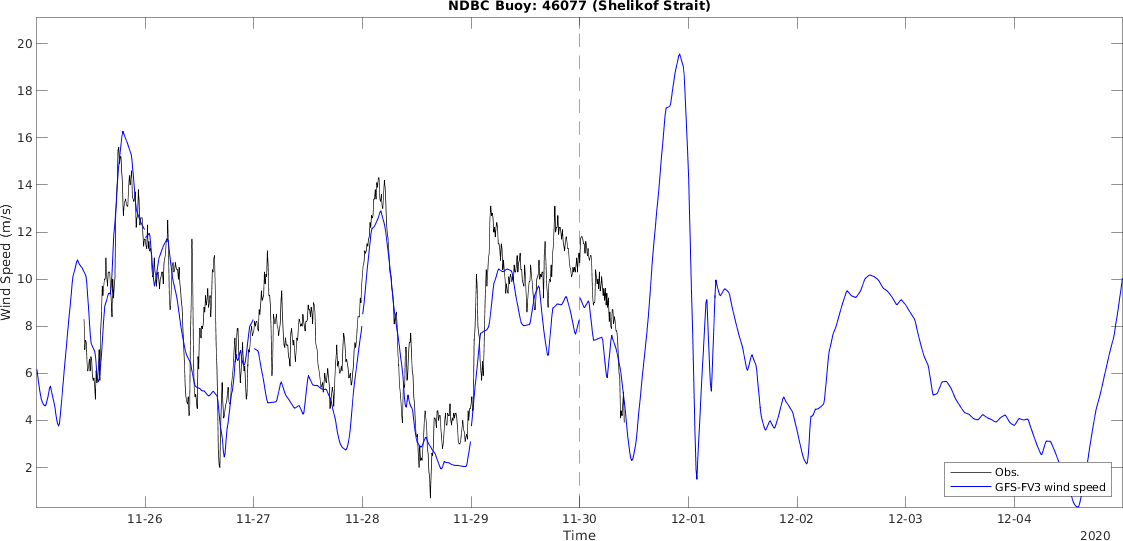 NDBC Buoy: 46077 (Shelikof Strait)
20
18
16
14
12
10
8
6
4
2
Wind Speed (m/s)
Obs.
GFS-FV3 wind speed
11-26 11-27 11-28 11-29 11-30 12-01 12-02 12-03 12-04
Time
2020